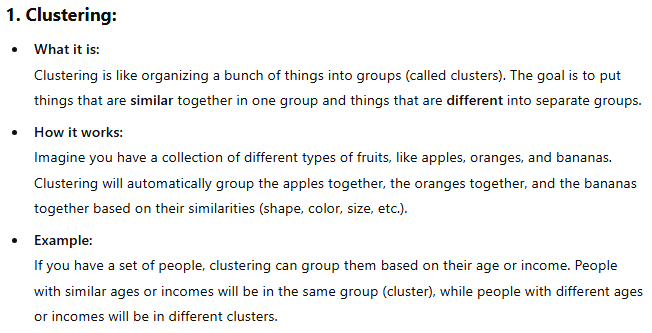 1. Clustering:
• What it is:
Clustering is like organizing a bunch of things into groups (called clusters). The goal is to put
things that are similar together in one group and things that are different into separate groups.
• How it works:
Imagine you have a collection of different types of fruits, like apples, oranges, and bananas.
Clustering will automatically group the apples together, the oranges together, and the bananas
together based on their similarities (shape, color, size, etc.).
• Example:
If you have a set of people, clustering can group them based on their age or income. People
with similar ages or incomes will be in the same group (cluster), while people with different ages
or incomes will be in different clusters.